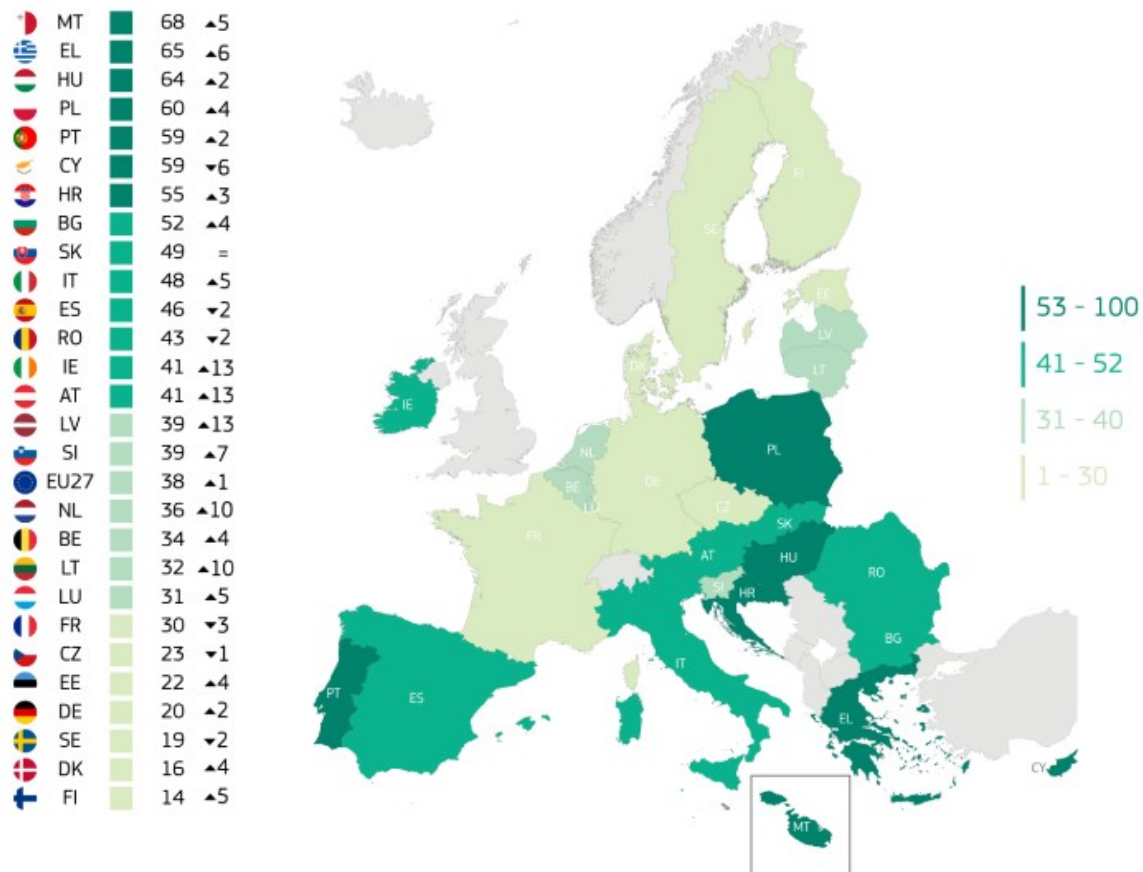 MT 68 ▲5
EL 65 ▲6
HU 64 ▲2
PL 60 ▲4
PT 59 ▲2
CY 59 ▼6
HR 55 ▲3
BG 52 ▲4
SK 49 =
IT 48 ▲5
ES 46 ▼2
RO 43 ▼2
IE 41 ▲13
AT 41 ▲13
LV 39 ▲13
SI 39 ▲7
EU27 38 ▲1
NL 36 ▲10
BE 34 ▲4
LT 32 ▲10
LU 31 ▲5
FR 30 ▼3
CZ 23 ▼1
EE 22 ▲4
DE 20 ▲2
SE 19 ▼2
DK 16 ▲4
FI 14 ▲5
FI
SE
EE
LV
DK
LT
IE
NL
PL
BE
DE
LU
CZ
FR
SK
AT
HU
SI
RO
HR
BG
IT
PT
ES
EL
CY
MT
53 - 100
41 - 52
31 - 40
1 - 30